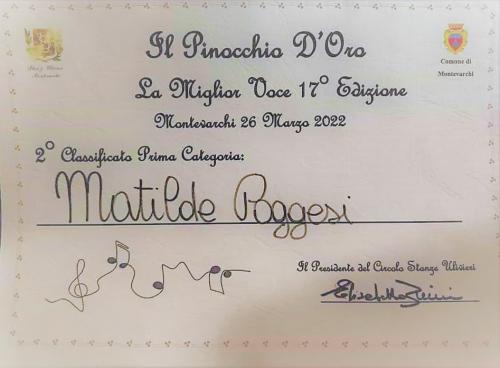 Il Pinocchio D'Oro
Comune di
Montevarchi
La Miglior Voce 17° Edizione
Montevarchi 26 Marzo 2022
2° Classificato Prima Categoria:
Matilde Poggesi
Il Presidente del Circolo Stanze Ulivieri